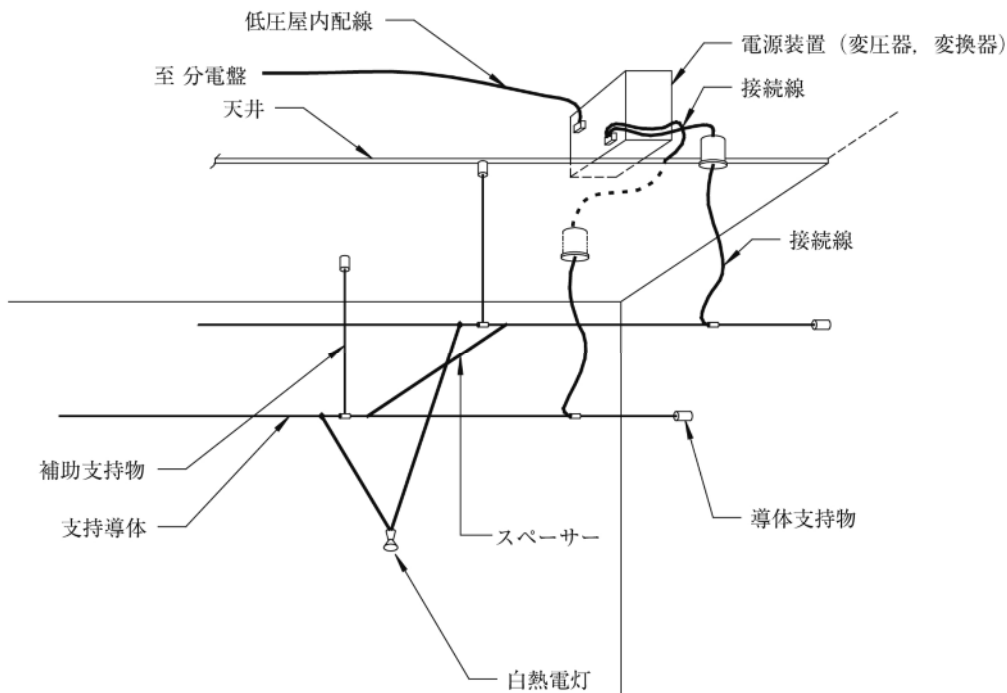 低圧屋内配線
電源装置（変圧器，変換器）
至 分電盤
接続線
天井
接続線
補助支持物
支持導体
スペーサー
導体支持物
白熱電灯